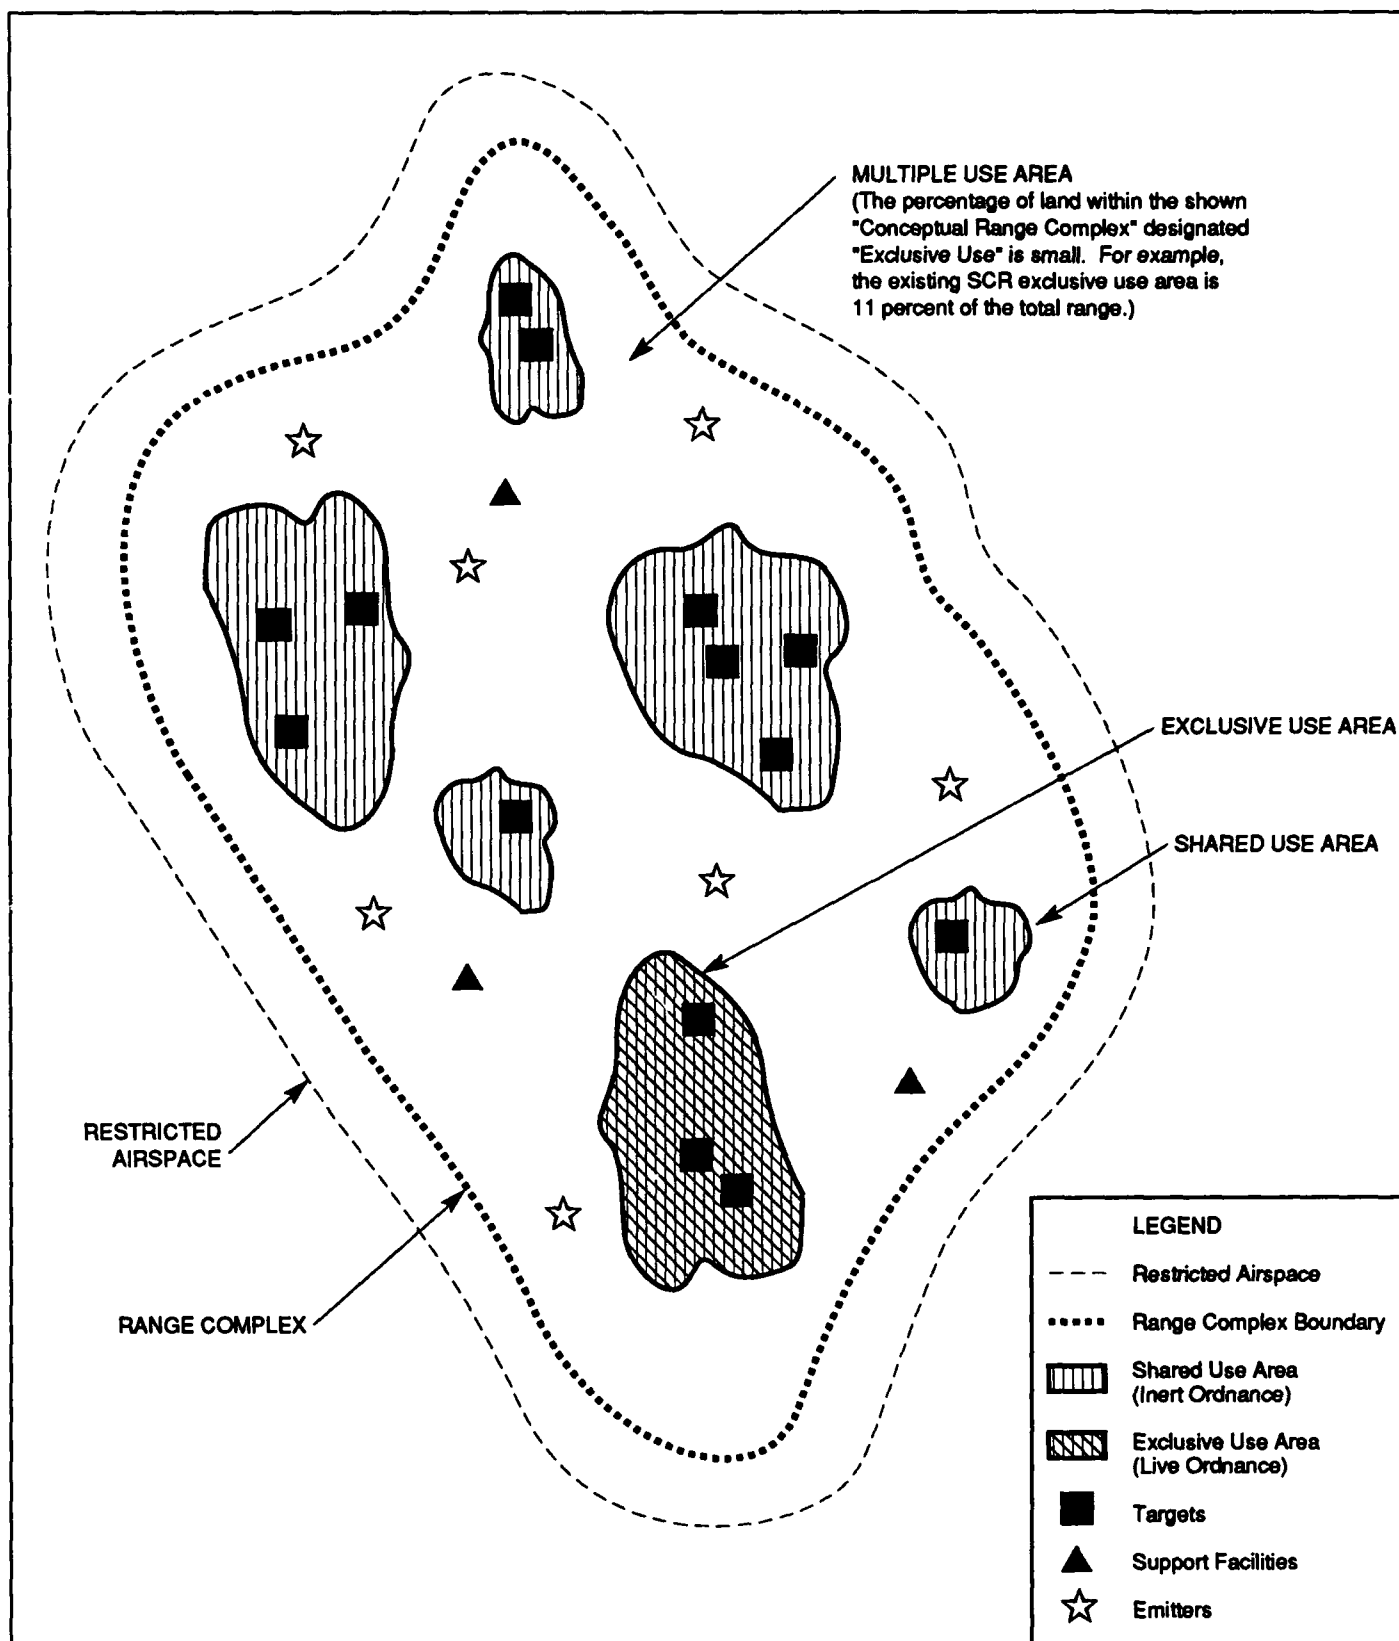 MULTIPLE USE AREA
(The percentage of land within the shown
"Conceptual Range Complex" designated
"Exclusive Use" is small. For example,
the existing SCR exclusive use area is
11 percent of the total range.)
EXCLUSIVE USE AREA
SHARED USE AREA
RESTRICTED
AIRSPACE
RANGE COMPLEX
LEGEND
Restricted Airspace
Range Complex Boundary
Shared Use Area
(Inert Ordnance)
Exclusive Use Area
(Live Ordnance)
Targets
Support Facilities
Emitters